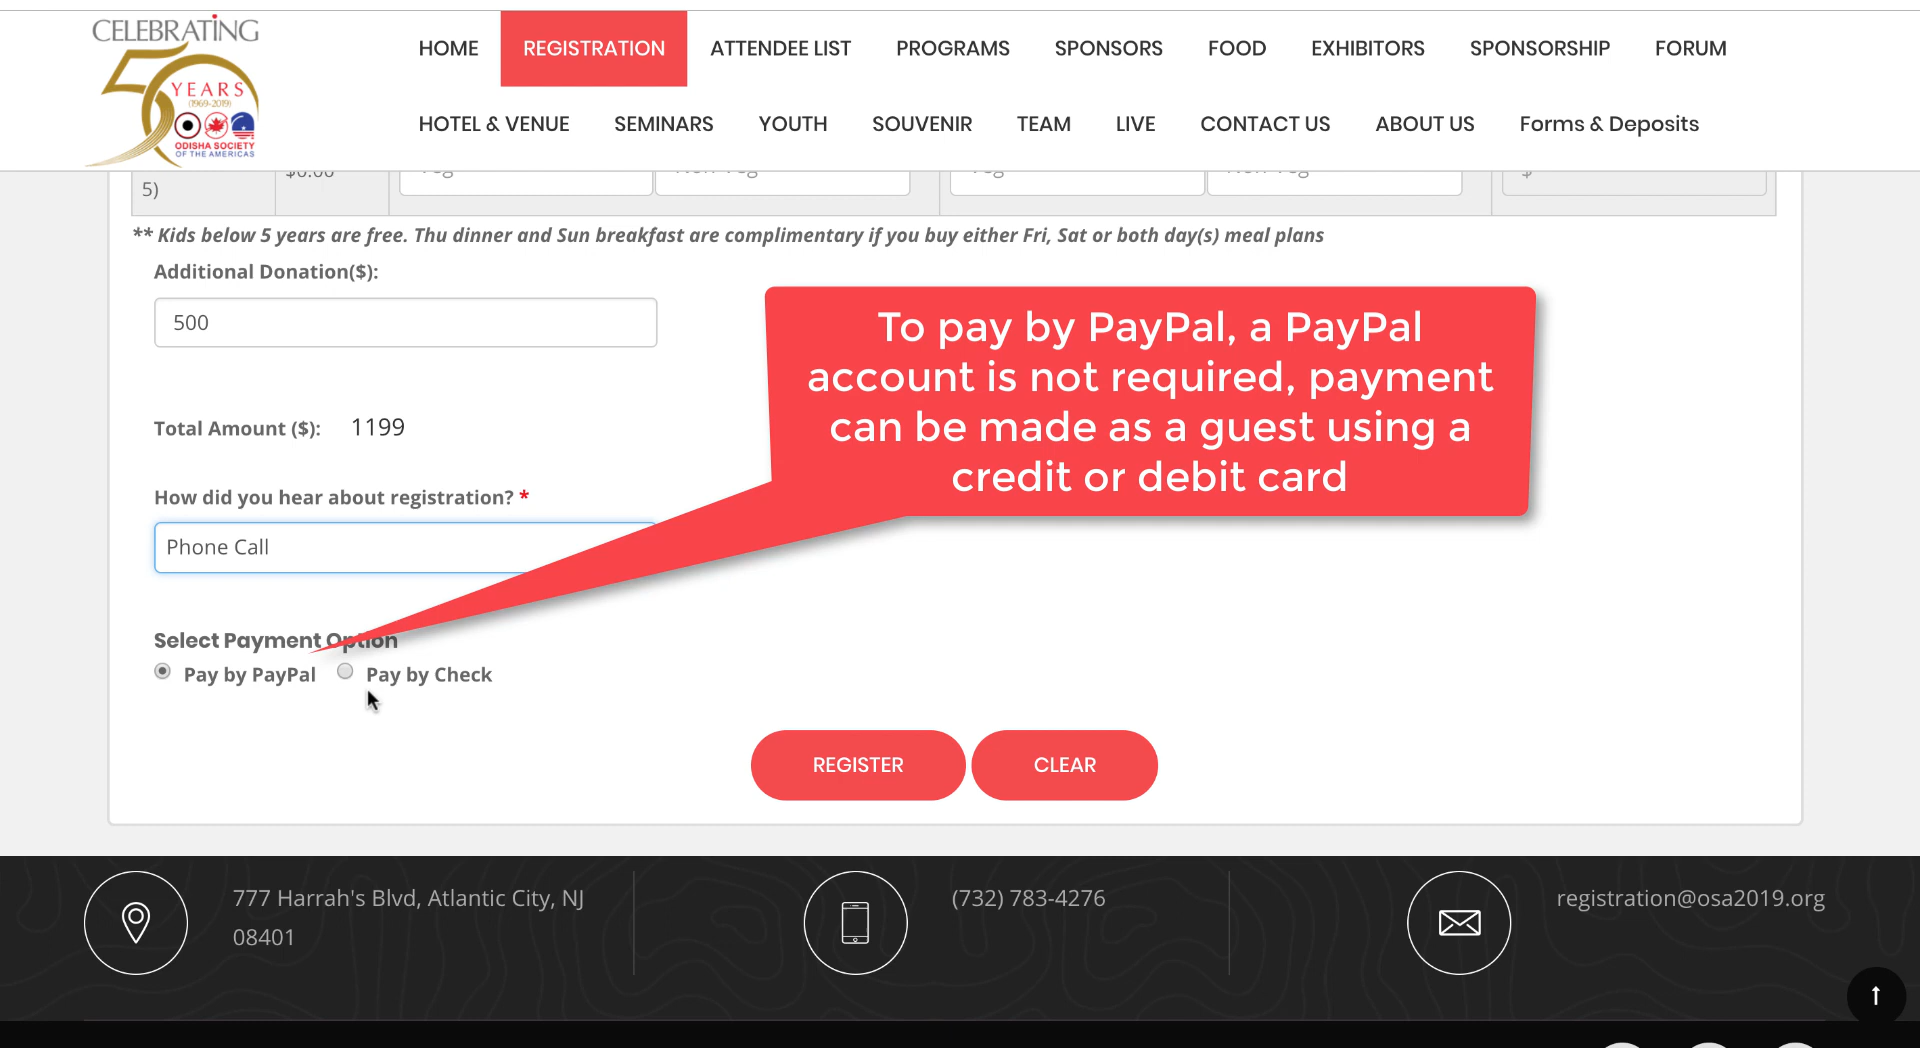 CELEBRATING
50
YEARS
(1969-2019)
ODISHA SOCIETY
OF THE AMERICAS
HOME REGISTRATION ATTENDEE LIST PROGRAMS SPONSORS FOOD EXHIBITORS SPONSORSHIP FORUM
HOTEL & VENUE SEMINARS YOUTH SOUVENIR TEAM LIVE CONTACT US ABOUT US Forms & Deposits
5)
** Kids below 5 years are free. Thu dinner and Sun breakfast are complimentary if you buy either Fri, Sat or both day(s) meal plans
Additional Donation($):
500
To pay by PayPal, a PayPal
account is not required, payment
can be made as a guest using a
credit or debit card
Total Amount ($): 1199
How did you hear about registration? *
Phone Call
Select Payment Option
Pay by PayPal Pay by Check
REGISTER CLEAR
777 Harrah's Blvd, Atlantic City, NJ
08401
(732) 783-4276
registration@osa2019.org